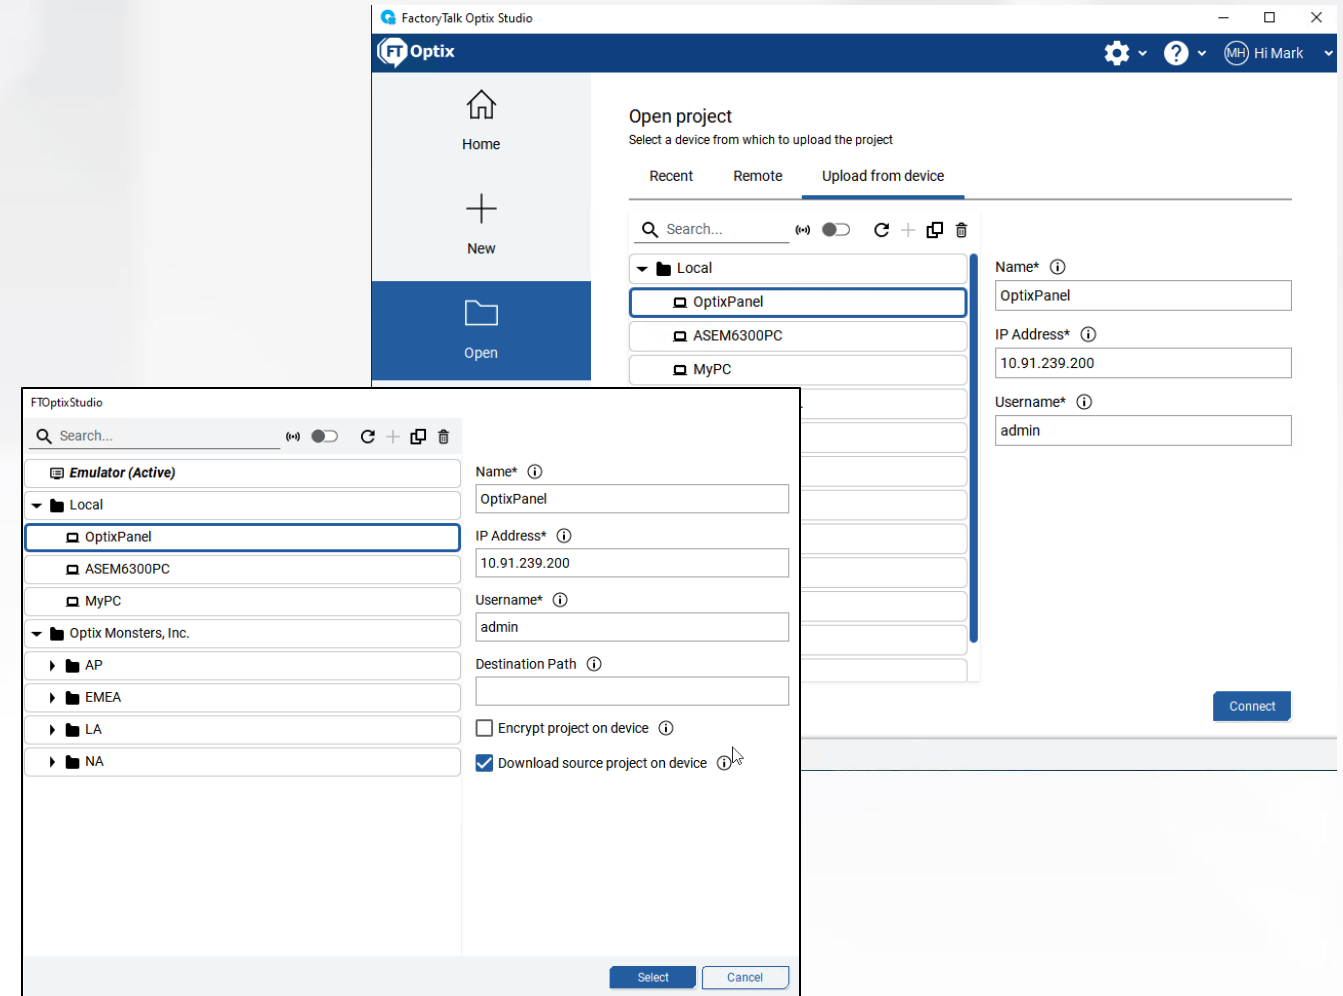 FactoryTalk Optix Studio
FT Optix
MH Hi Mark
Home
New
Open
Open project
Select a device from which to upload the project
Recent Remote Upload from device
Search...
Local
OptixPanel
ASEM6300PC
MyPC
Name*
OptixPanel
IP Address*
10.91.239.200
Username*
admin
Connect
FTOptixStudio
Search...
Emulator (Active)
Local
OptixPanel
ASEM6300PC
MyPC
Optix Monsters, Inc.
AP
EMEA
LA
NA
Name*
OptixPanel
IP Address*
10.91.239.200
Username*
admin
Destination Path
Encrypt project on device
Download source project on device
Select Cancel